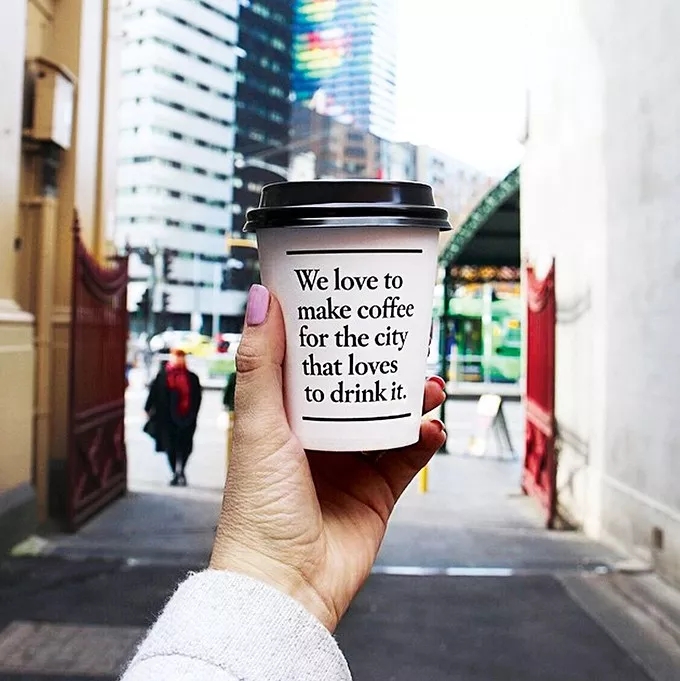 We love to
make coffee
for the city
that loves
to drink it.